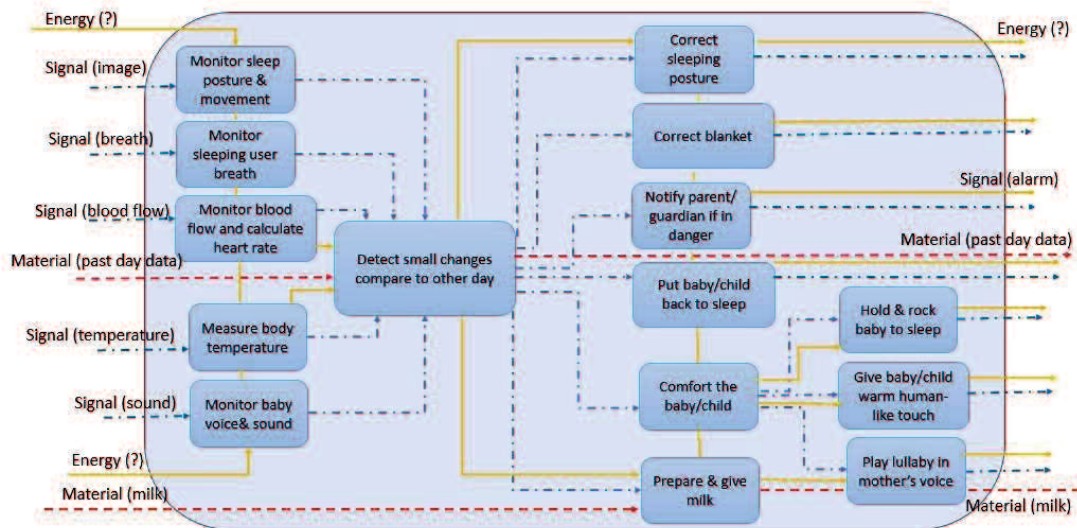 Energy (?)
Signal (image)
Signal (breath)
Signal (blood flow)
Material (past day data)
Signal (temperature)
Signal (sound)
Energy (?)
Material (milk)
Monitor sleep
posture &
movement
Monitor
sleeping user
breath
Monitor blood
flow and calculate
heart rate
Measure body
temperature
Monitor baby
voice& sound
Detect small changes
compare to other day
Correct
sleeping
posture
Correct blanket
Notify parent/
guardian if in
danger
Put baby/child
back to sleep
Comfort the
baby/child
Prepare & give
milk
Hold & rock
baby to sleep
Give baby/child
warm human-
like touch
Play lullaby in
mother's voice
Energy (?)
Signal (alarm)
Material (past day data)
Material (milk)